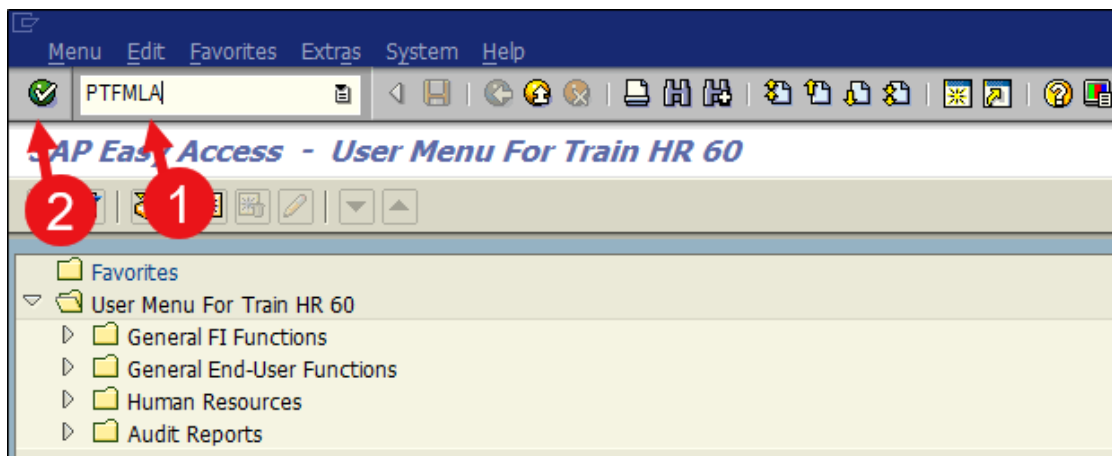 Menu Edit Favorites Extras System Help
PTFMLA
SAP Easy Access - User Menu For Train HR 60
2 1
Favorites
User Menu For Train HR 60
General FI Functions
General End-User Functions
Human Resources
Audit Reports